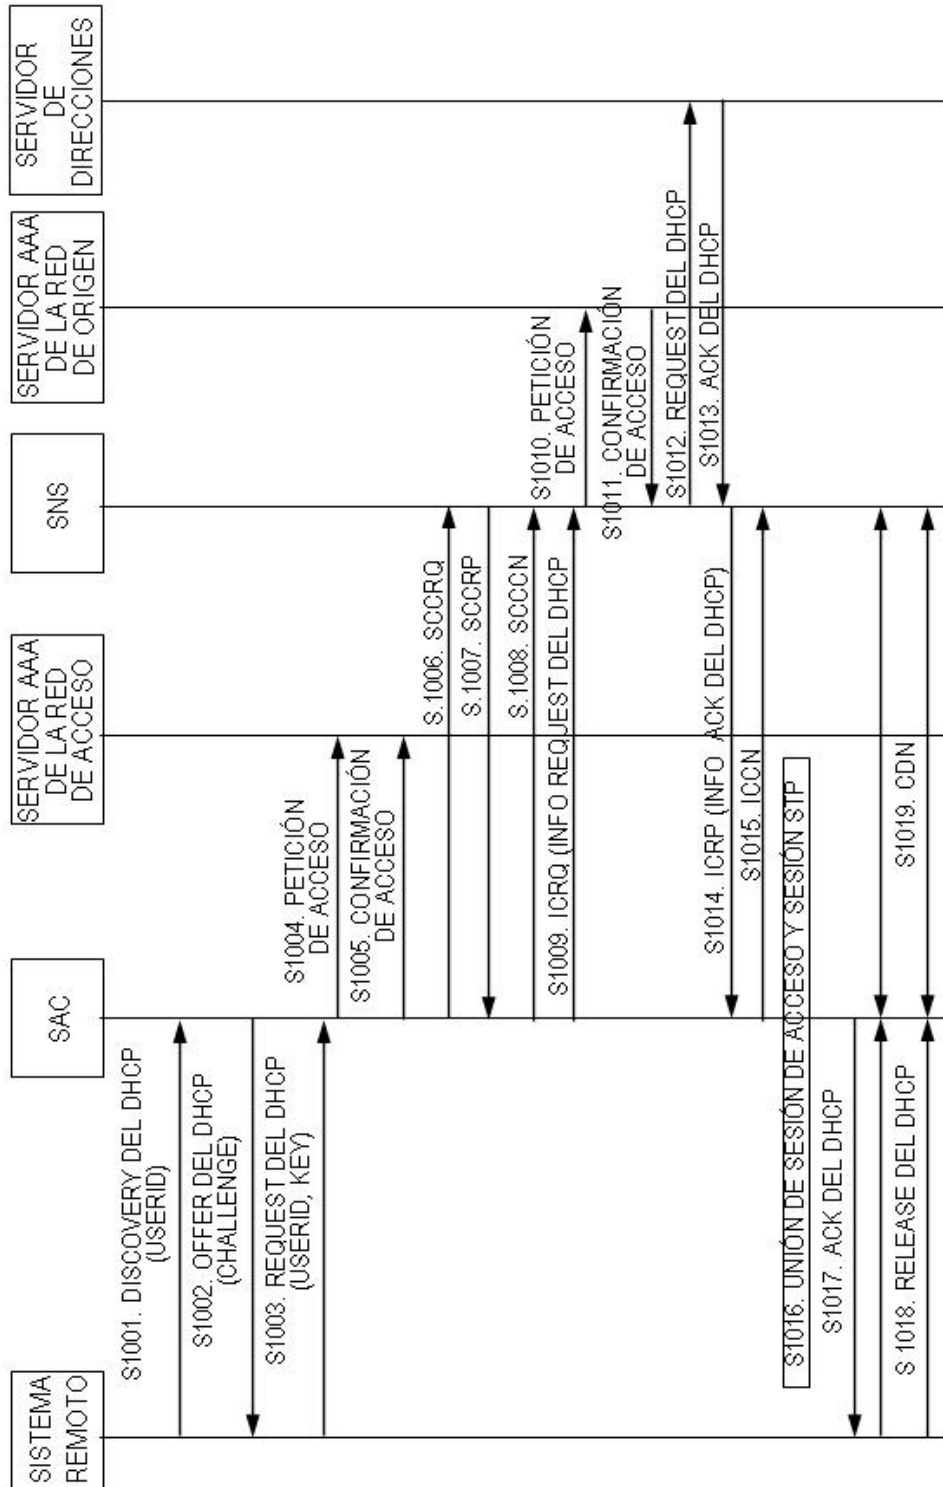 SISTEMA
REMOTO
SAC
SERVIDOR AAA
DE LA RED
DE ACCESO
SNS
SERVIDOR AAA
DE LA RED
DE ORIGEN
SERVIDOR
DE
DIRECCIONES
S1001. DISCOVERY DEL DHCP
(USERID)
S1002. OFFER DEL DHCP
(CHALLENGE)
S1003. REQUEST DEL DHCP
(USERID, KEY)
S1004. PETICIÓN
DE ACCESO
S1005. CONFIRMACIÓN
DE ACCESO
S.1006. SCCRQ
S.1007. SCCRP
S.1008. SCCCN
S1009. ICRQ (INFO REQUEST DEL DHCP
S1010. PETICIÓN
DE ACCESO
S1011. CONFIRMACIÓN
DE ACCESO
S1012. REQUEST DEL DHCP
S1013. ACK DEL DHCP
S1014. ICRP (INFO ACK DEL DHCP)
S1015. ICCN
S1016. UNIÓN DE SESIÓN DE ACCESO Y SESIÓN STP
S1017. ACK DEL DHCP
S 1018. RELEASE DEL DHCP
S1019. CDN